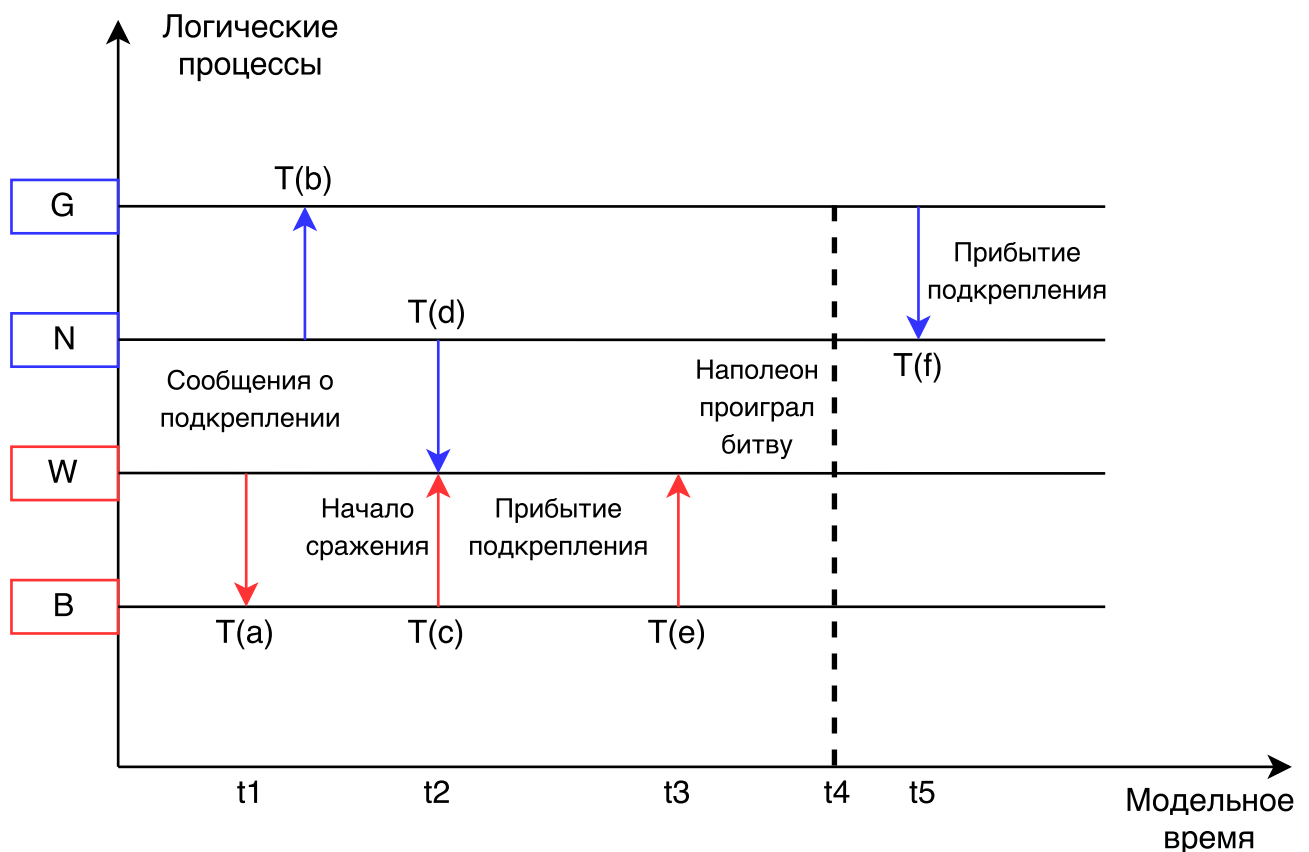 Логические
процессы
T(b)
G
Прибытие
подкрепления
T(d)
N
T(f)
Сообщения о
подкреплении
Наполеон
проиграл
битву
W
Начало
сражения
Прибытие
подкрепления
B
T(a)
T(c)
T(e)
t1
t2
t3
t4
t5
Модельное
время